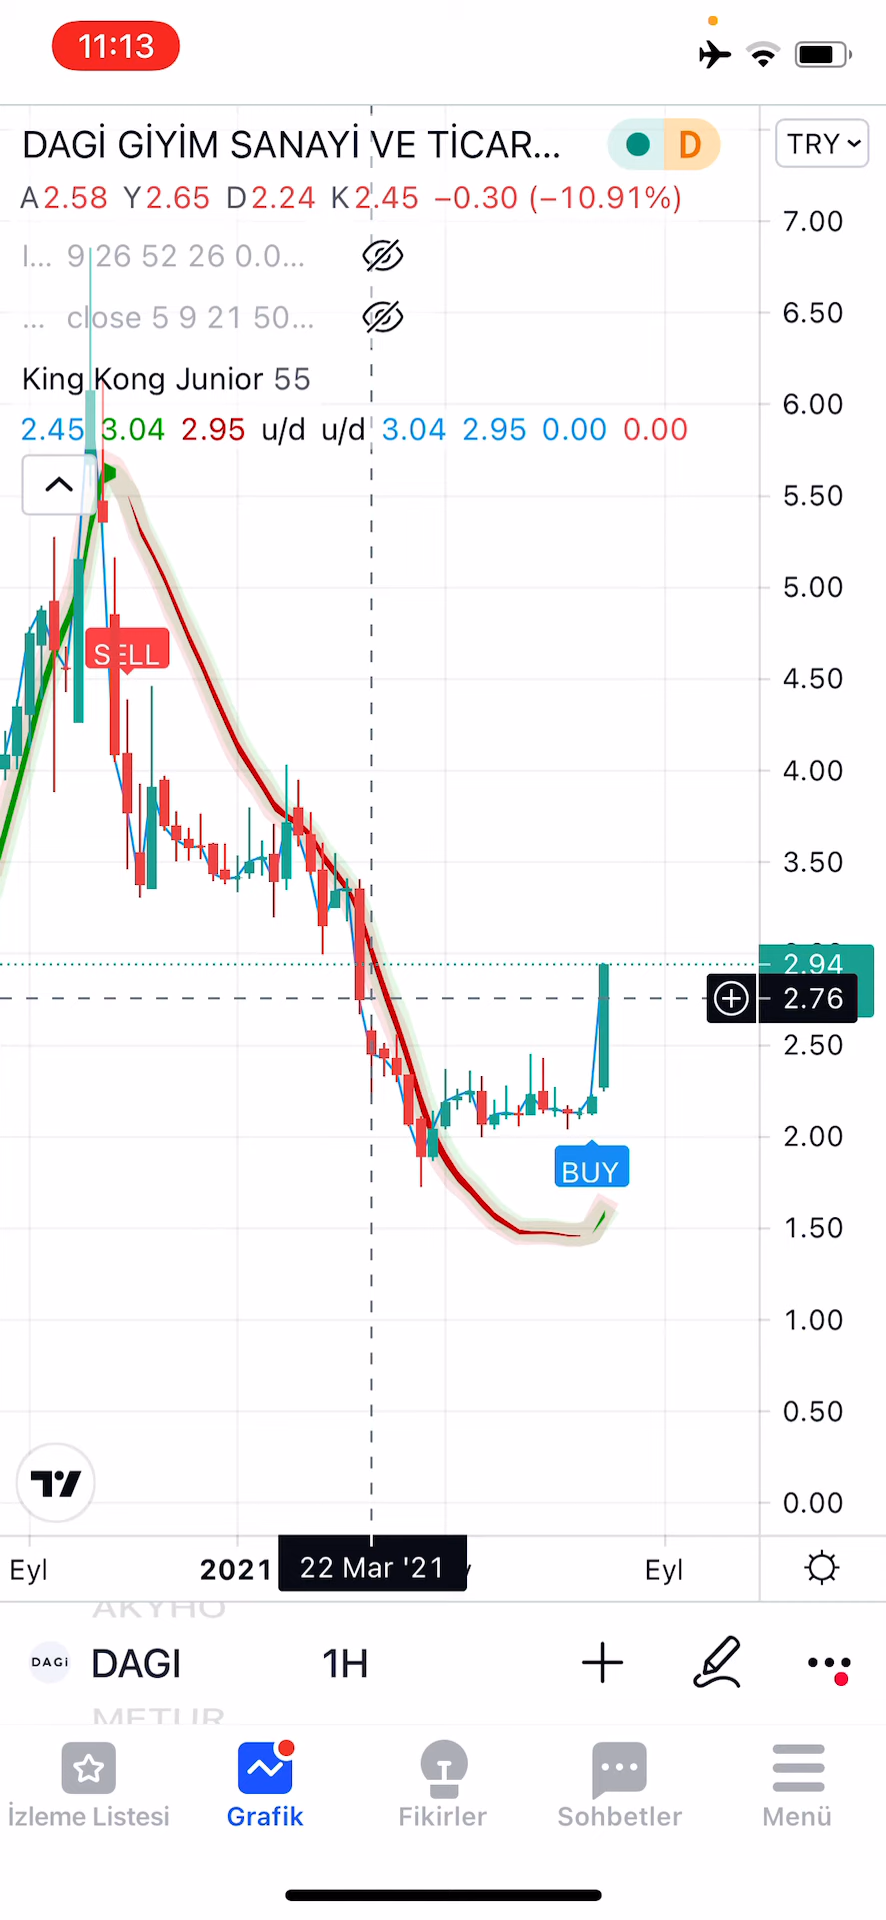 11:13
DAGİ GİYİM SANAYİ VE TİCAR... D TRY
A2.58 Y2.65 D2.24 K2.45 −0.30 (−10.91%)
7.00
I... 9 26 52 26 0.0...
6.50
... close 5 9 21 50...
King Kong Junior 55
6.00
2.45 3.04 2.95 u/d u/d 3.04 2.95 0.00 0.00
5.50
5.00
SELL
4.50
4.00
3.50
2.94
2.76
2.50
2.00
BUY
1.50
1.00
0.50
0.00
Eyl 2021 22 Mar '21 Eyl
AKYHO
DAGi DAGI 1H
METUR
İzleme Listesi Grafik Fikirler Sohbetler Menü